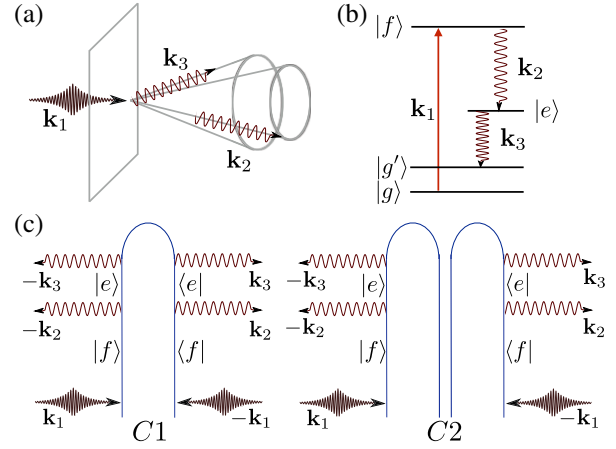 (a)
k₃
k₁
k₂
(b)
|f⟩
k₂
k₁
|e⟩
k₃
|g′⟩
|g⟩
(c)
−k₃ |e⟩ ⟨e| k₃ −k₃ |e⟩ ⟨e| k₃
−k₂ k₂ −k₂ k₂
|f⟩ ⟨f| |f⟩ ⟨f|
k₁ −k₁ k₁ −k₁
C1 C2